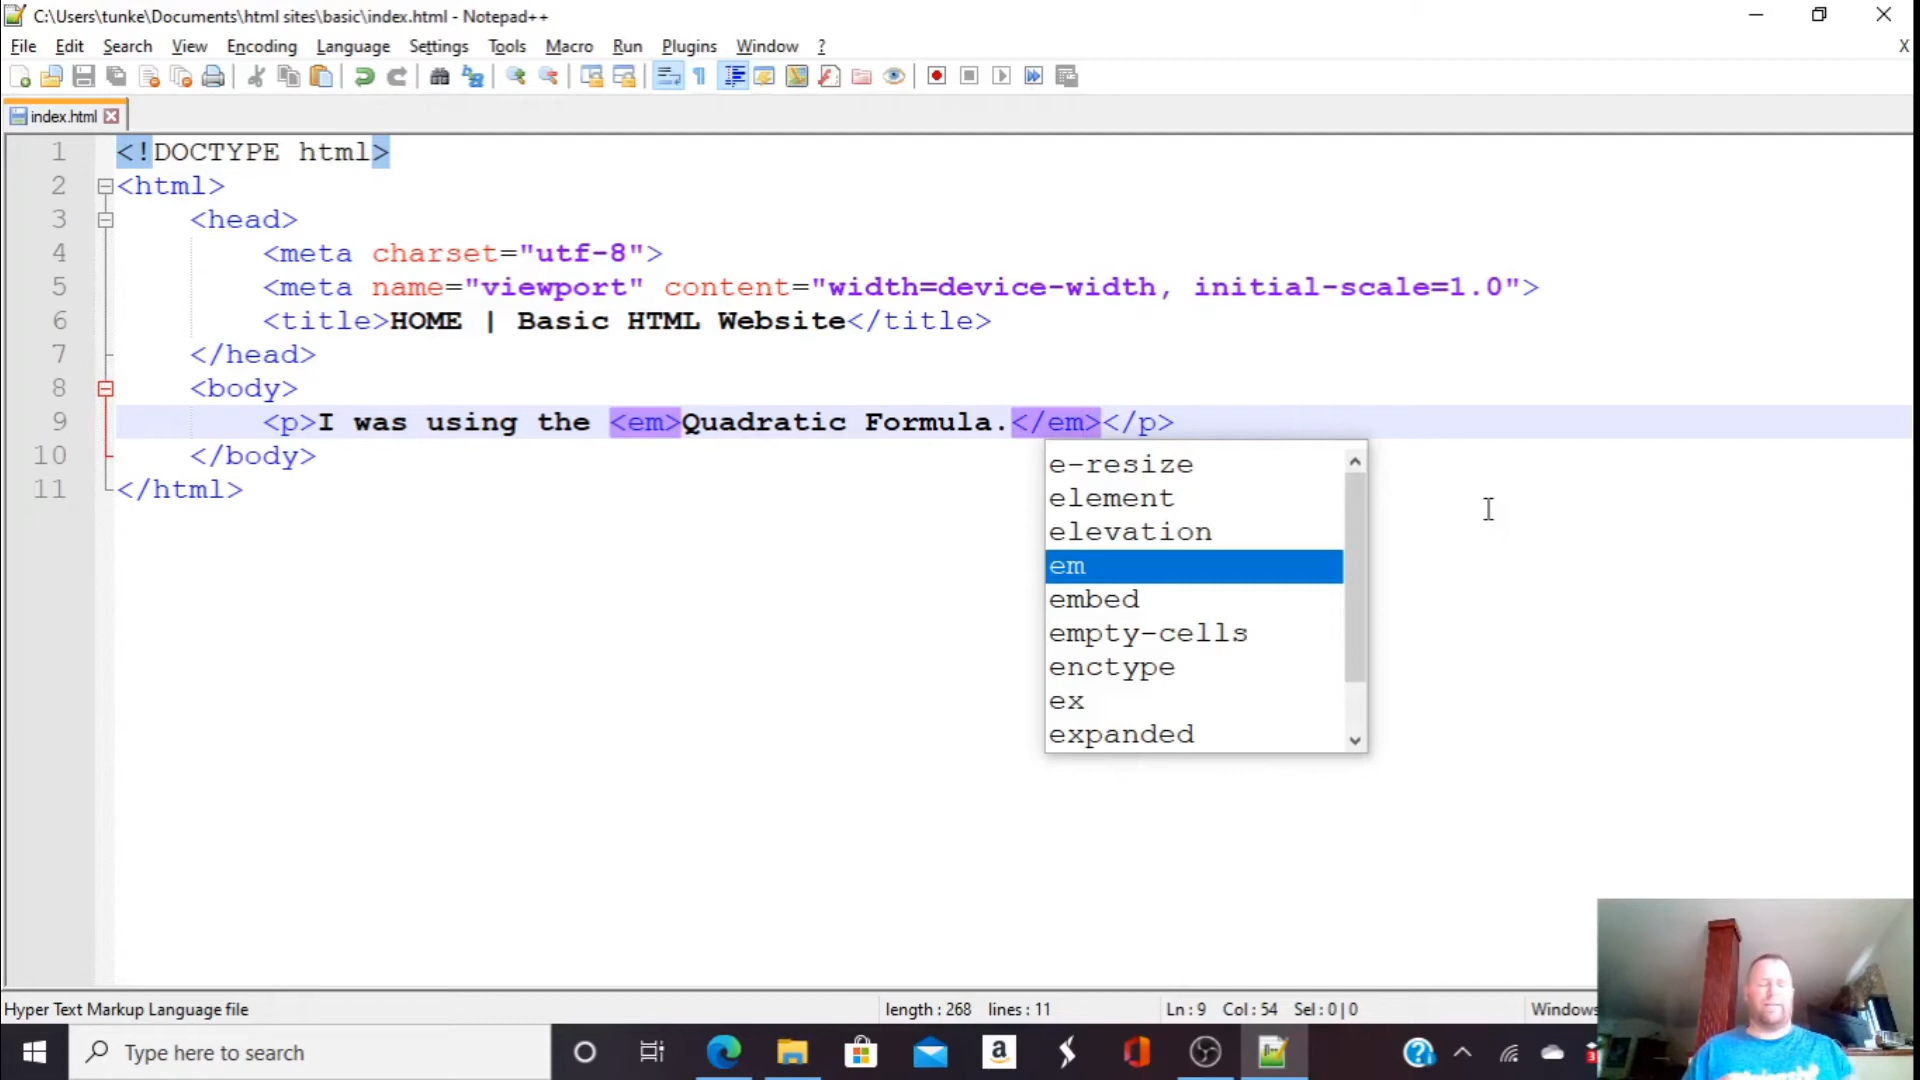 C:\Users\tunke\Documents\html sites\basic\index.html - Notepad++
File Edit Search View Encoding Language Settings Tools Macro Run Plugins Window ? X
index.html
1 <!DOCTYPE html>
2 <html>
3 <head>
4 <meta charset="utf-8">
5 <meta name="viewport" content="width=device-width, initial-scale=1.0">
6 <title>HOME | Basic HTML Website</title>
7 </head>
8 <body>
9 <p>I was using the <em>Quadratic Formula.</em></p>
10 </body>
11 </html>
e-resize
element
elevation
em
embed
empty-cells
enctype
ex
expanded
Hyper Text Markup Language file length : 268 lines : 11 Ln : 9 Col : 54 Sel : 0 | 0 Windows
Type here to search